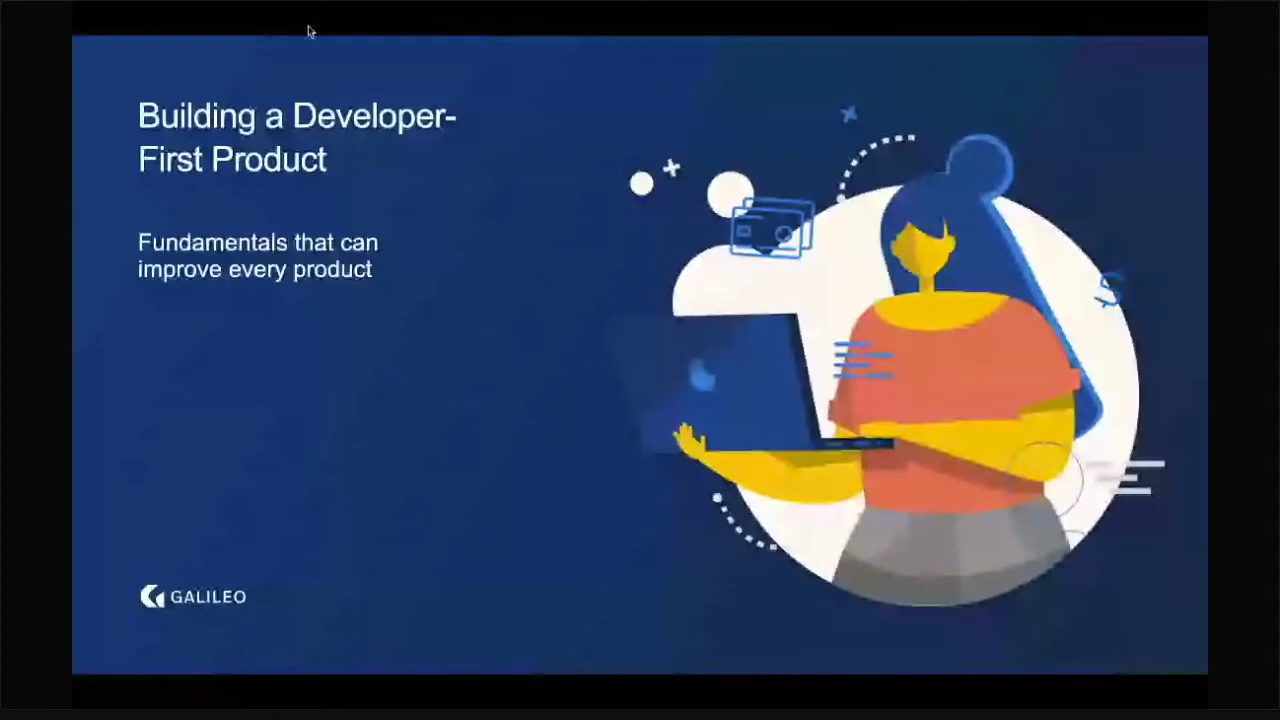 Building a Developer-
First Product
Fundamentals that can
improve every product
GALILEO